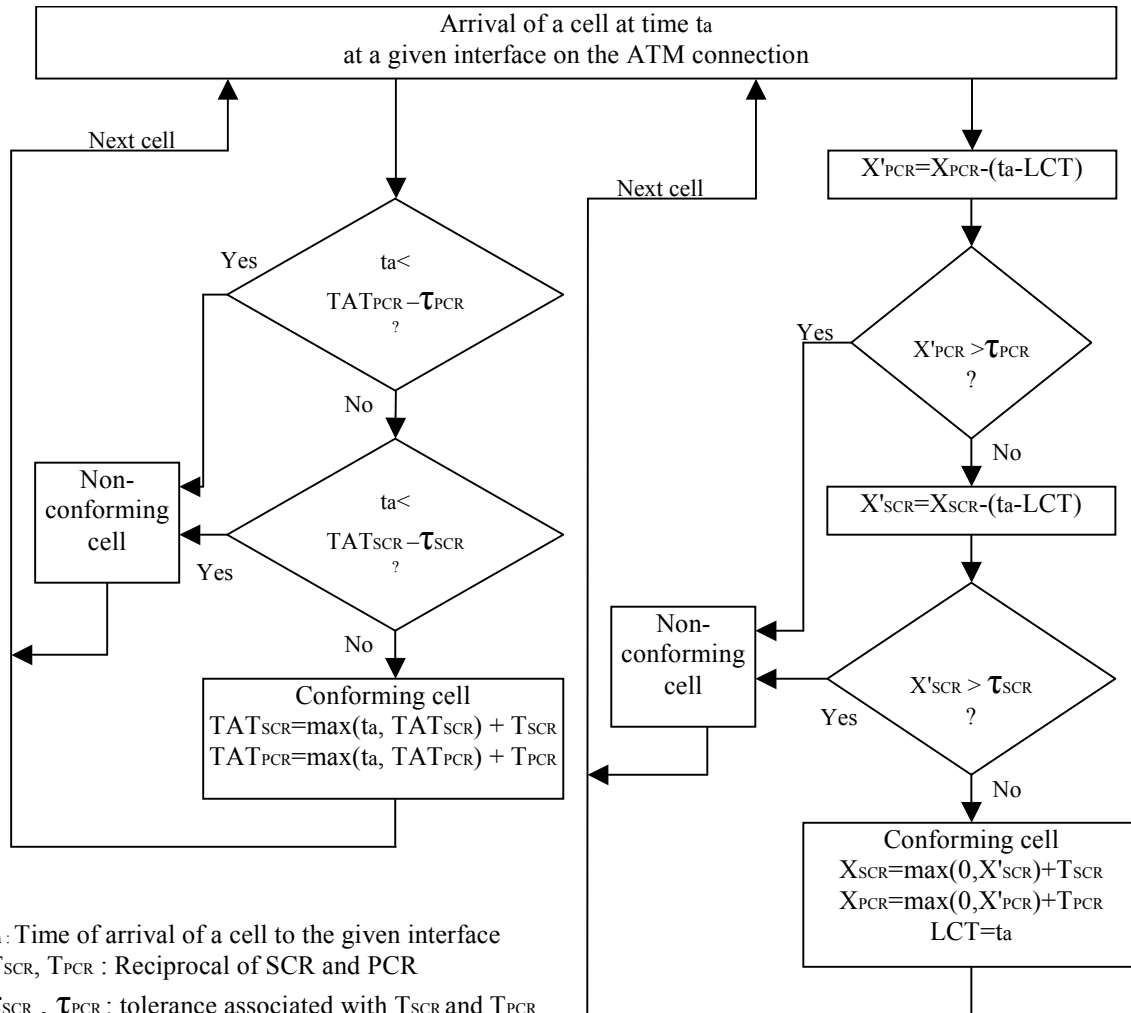 Arrival of a cell at time ta
at a given interface on the ATM connection
Next cell
ta<
TATPCR–τPCR
?
Yes
No
Non-
conforming
cell
ta<
TATSCR–τSCR
?
Yes
No
Conforming cell
TATSCR=max(ta, TATSCR) + TSCR
TATPCR=max(ta, TATPCR) + TPCR
Next cell
X'PCR=XPCR-(ta-LCT)
Yes
X'PCR >τPCR
?
No
X'SCR=XSCR-(ta-LCT)
Non-
conforming
cell
X'SCR > τSCR
?
Yes
No
Conforming cell
XSCR=max(0,X'SCR)+TSCR
XPCR=max(0,X'PCR)+TPCR
LCT=ta
: Time of arrival of a cell to the given interface
TSCR, TPCR : Reciprocal of SCR and PCR
τSCR , τPCR : tolerance associated with TSCR and TPCR